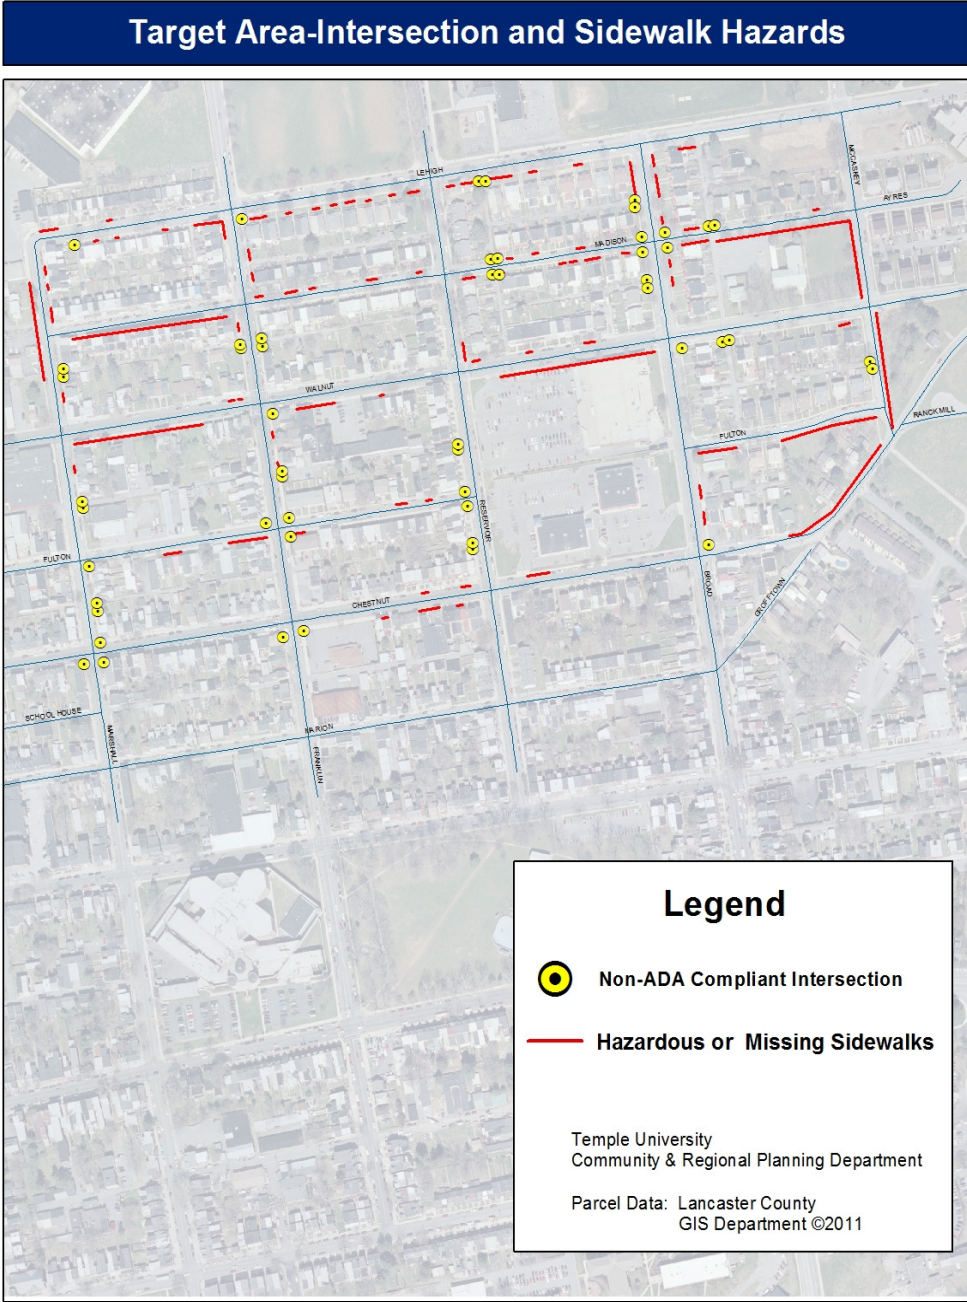 Target Area-Intersection and Sidewalk Hazards
LEHIGH
MCCASKEY
AYRES
MADISON
WALNUT
RANCK MILL
FULTON
RESERVOIR
FULTON
BROAD
GROFFTOWN
CHESTNUT
SCHOOL HOUSE
MARSHALL
MARION
FRANKLIN
Legend
Non-ADA Compliant Intersection
Hazardous or Missing Sidewalks
Temple University
Community & Regional Planning Department
Parcel Data: Lancaster County
GIS Department ©2011